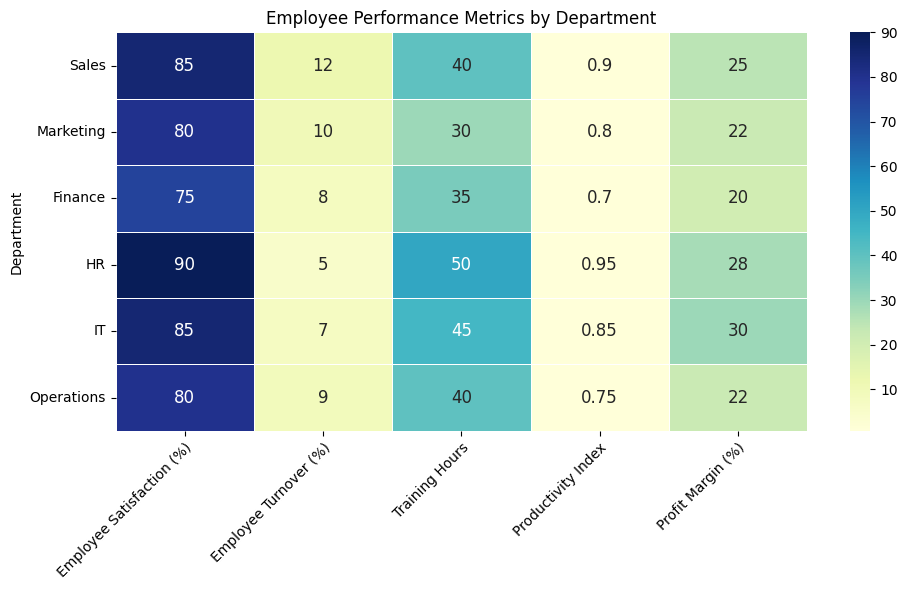 Employee Performance Metrics by Department
Department
Sales 85 12 40 0.9 25
Marketing 80 10 30 0.8 22
Finance 75 8 35 0.7 20
HR 90 5 50 0.95 28
IT 85 7 45 0.85 30
Operations 80 9 40 0.75 22
Employee Satisfaction (%)
Employee Turnover (%)
Training Hours
Productivity Index
Profit Margin (%)
90
80
70
60
50
40
30
20
10